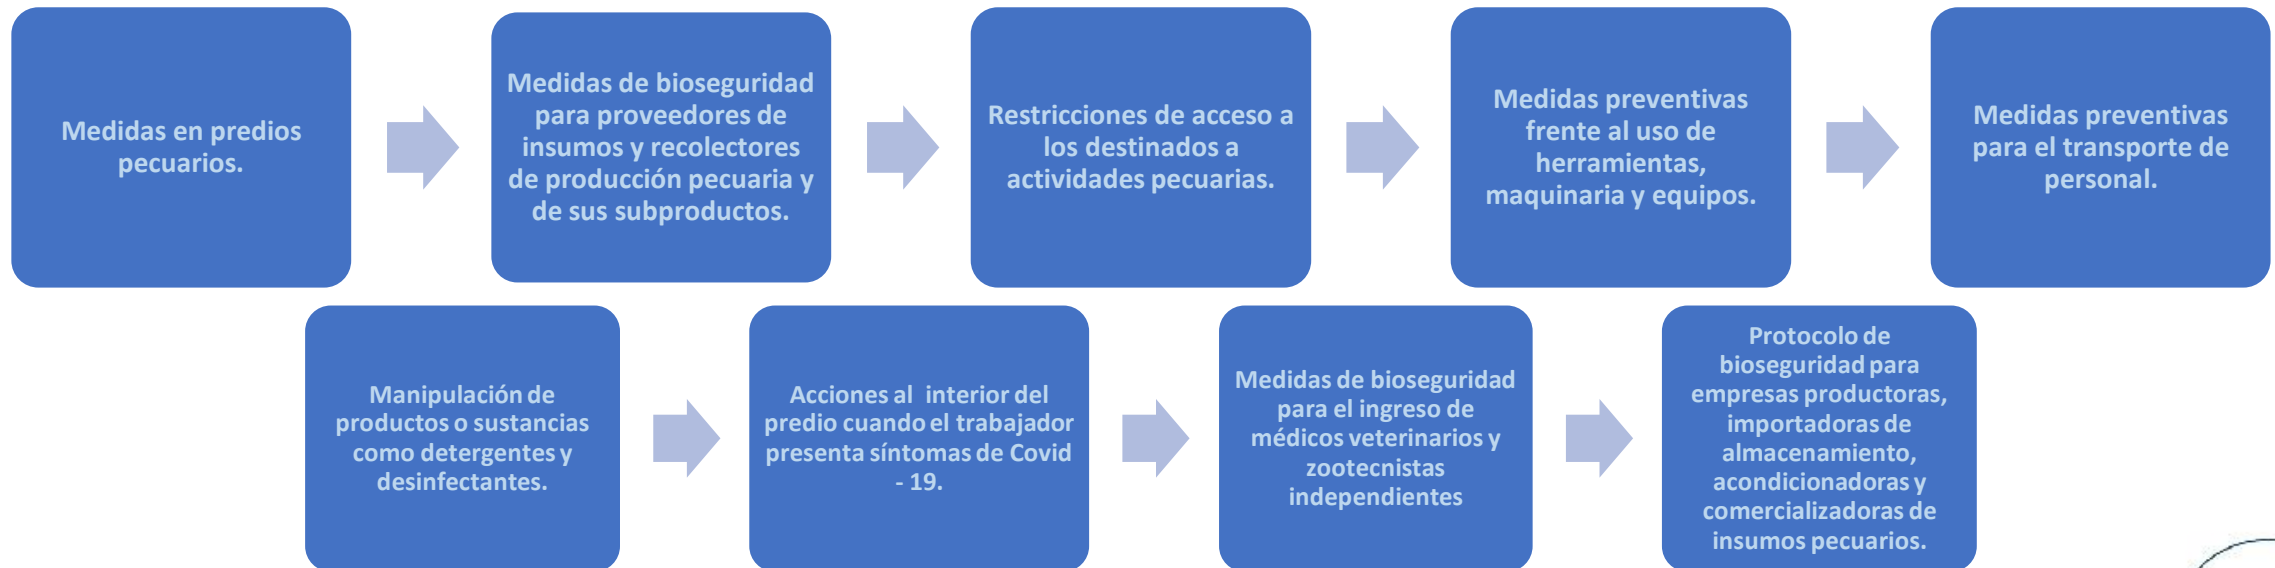 Medidas en predios
pecuarios.
Medidas de bioseguridad
para proveedores de
insumos y recolectores
de producción pecuaria y
de sus subproductos.
Restricciones de acceso a
los destinados a
actividades pecuarias.
Medidas preventivas
frente al uso de
herramientas,
maquinaria y equipos.
Medidas preventivas
para el transporte de
personal.
Manipulación de
productos o sustancias
como detergentes y
desinfectantes.
Acciones al interior del
predio cuando el trabajador
presenta síntomas de Covid
- 19.
Medidas de bioseguridad
para el ingreso de
médicos veterinarios y
zootecnistas
independientes
Protocolo de
bioseguridad para
empresas productoras,
importadoras de
almacenamiento,
acondicionadoras y
comercializadoras de
insumos pecuarios.